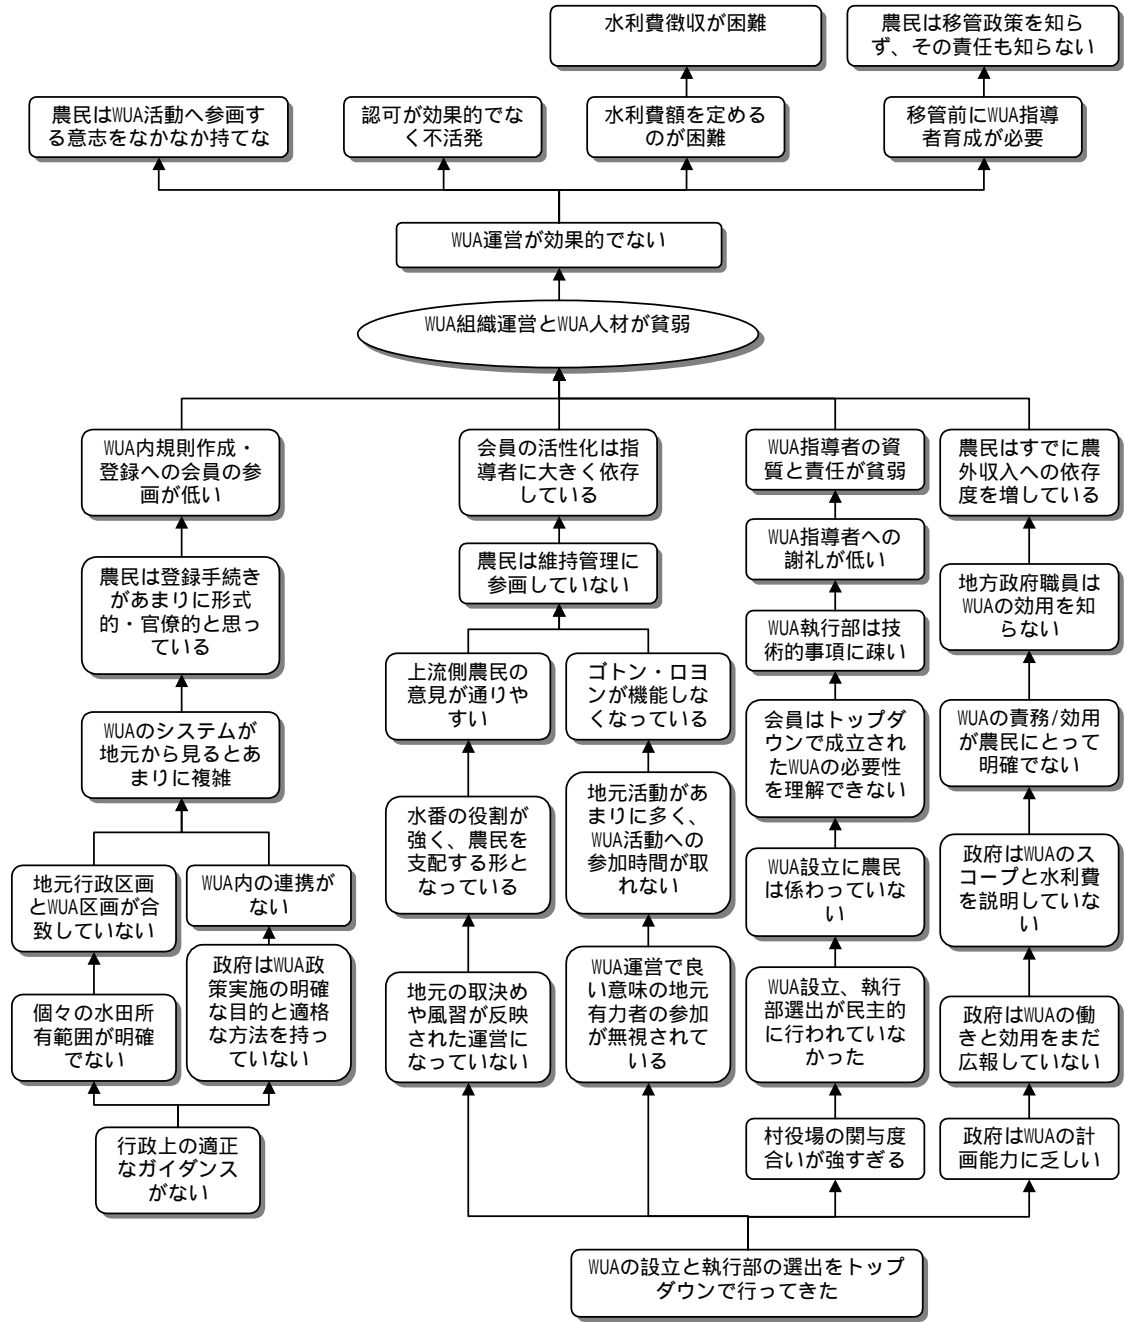 水利費徴収が困難
農民は移管政策を知ら
ず、その責任も知らない
農民はWUA活動へ参画す
る意志をなかなか持てな
認可が効果的でな
く不活発
水利費額を定める
のが困難
移管前にWUA指導
者育成が必要
WUA運営が効果的でない
WUA組織運営とWUA人材が貧弱
WUA内規則作成・
登録への会員の参
画が低い
農民は登録手続き
があまりに形式
的・官僚的と思っ
ている
WUAのシステムが
地元から見るとあ
まりに複雑
地元行政区画
とWUA区画が合
致していない
WUA内の連携が
ない
個々の水田所
有範囲が明確
でない
政府はWUA政
策実施の明確
な目的と適格
な方法を持っ
ていない
行政上の適正
なガイダンス
がない
会員の活性化は指
導者に大きく依存
している
農民は維持管理に
参画していない
上流側農民の
意見が通りや
すい
ゴトン・ロヨ
ンが機能しな
くなっている
水番の役割が
強く、農民を
支配する形と
なっている
地元活動があ
まりに多く、
WUA活動への
参加時間が取
れない
地元の取決め
や風習が反映
された運営に
なっていない
WUA運営で良
い意味の地元
有力者の参加
が無視されて
いる
WUA指導者の資
質と責任が貧弱
WUA指導者への
謝礼が低い
WUA執行部は技
術的事項に疎い
会員はトップダ
ウンで成立され
たWUAの必要性
を理解できない
WUA設立に農民
は係わっていな
い
WUA設立、執行
部選出が民主的
に行われていな
かった
村役場の関与度
合いが強すぎる
農民はすでに農
外収入への依存
度を増している
地方政府職員は
WUAの効用を知
らない
WUAの責務/効用
が農民にとって
明確でない
政府はWUAのス
コープと水利費
を説明していな
い
政府はWUAの働
きと効用をまだ
広報していない
政府はWUAの計
画能力に乏しい
WUAの設立と執行部の選出をトップ
ダウンで行ってきた